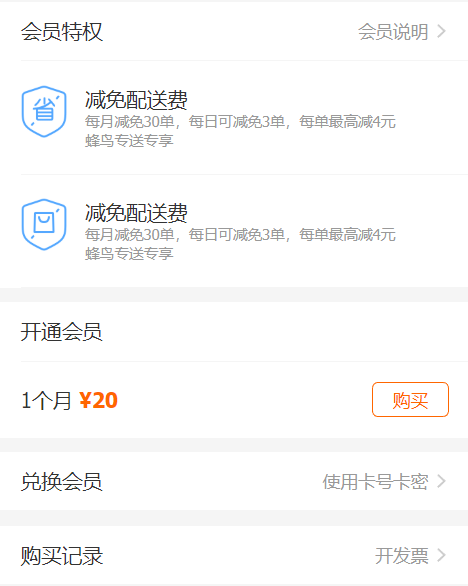 会员特权 会员说明
省
减免配送费
每月减免30单，每日可减免3单，每单最高减4元
蜂鸟专送专享
减免配送费
每月减免30单，每日可减免3单，每单最高减4元
蜂鸟专送专享
开通会员
1个月 ¥20 购买
兑换会员 使用卡号卡密
购买记录 开发票